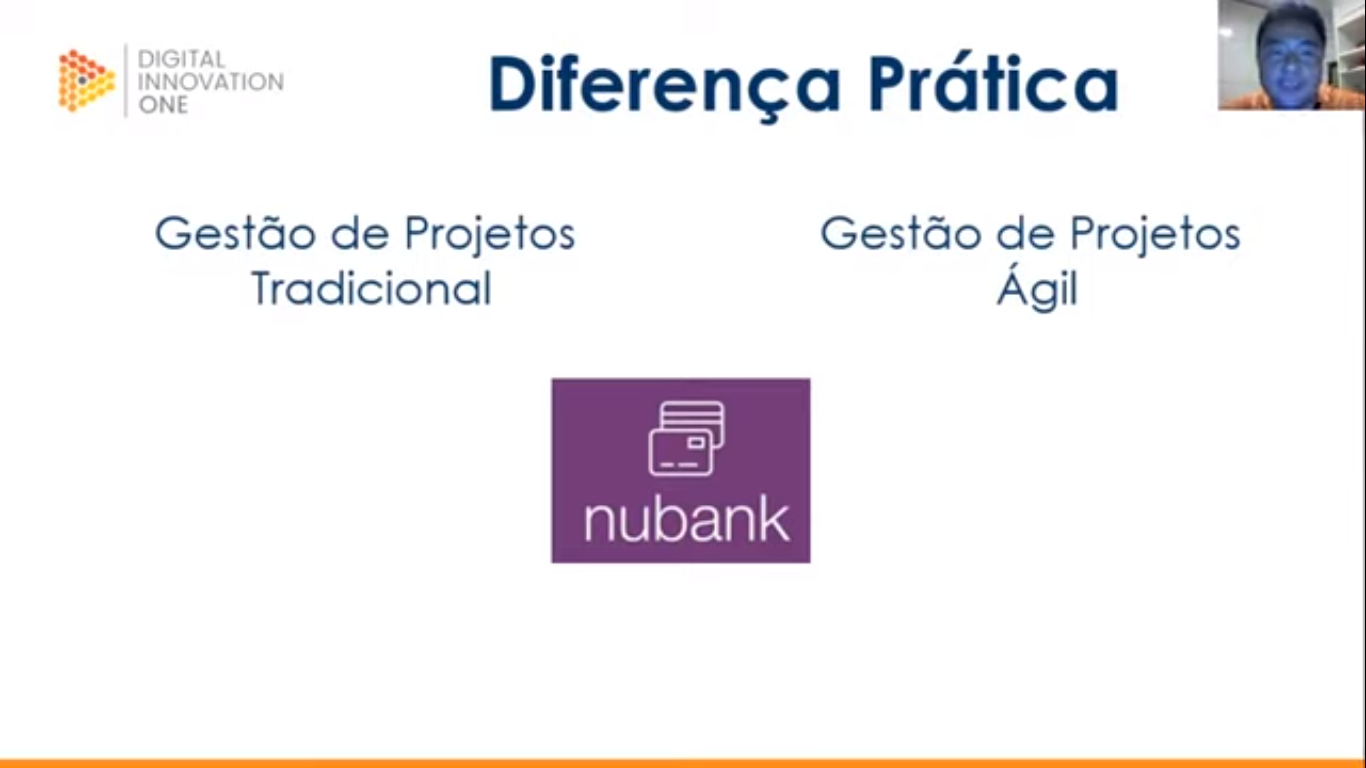 DIGITAL
INNOVATION
ONE
Diferença Prática
Gestão de Projetos
Tradicional
Gestão de Projetos
Ágil
nubank